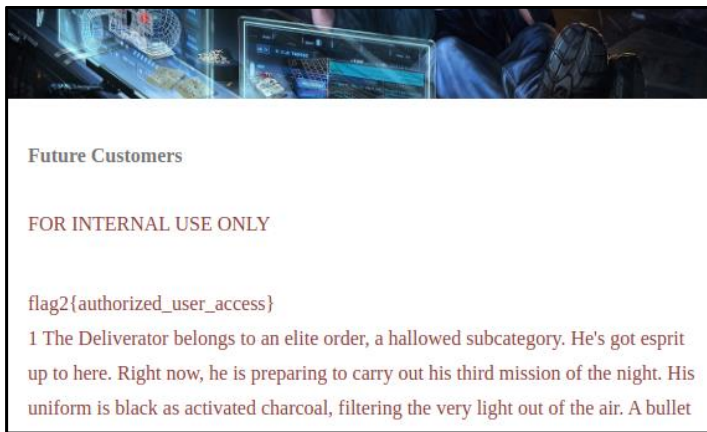 Future Customers
FOR INTERNAL USE ONLY
flag2{authorized_user_access}
1 The Deliverator belongs to an elite order, a hallowed subcategory. He's got esprit
up to here. Right now, he is preparing to carry out his third mission of the night. His
uniform is black as activated charcoal, filtering the very light out of the air. A bullet